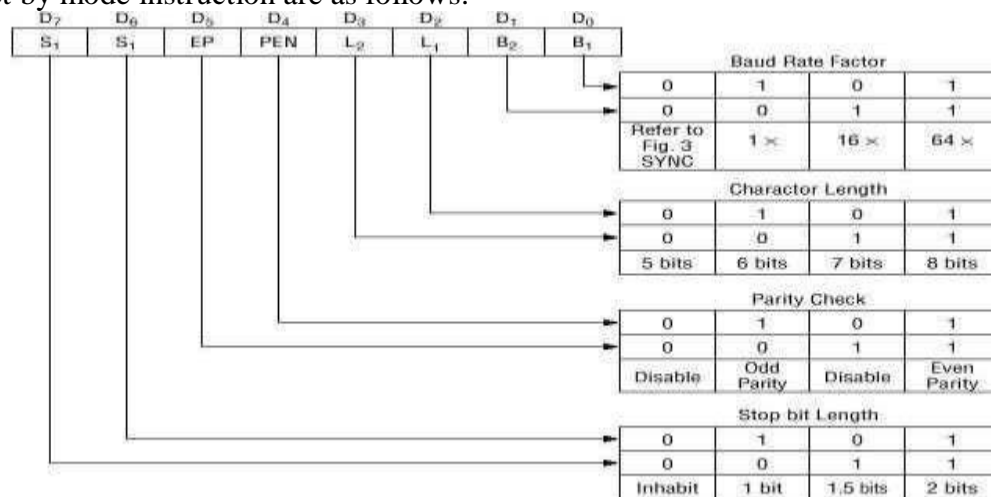 by mode instruction are as follows:
D₇ D₆ D₅ D₄ D₃ D₂ D₁ D₀
S₁ S₁ EP PEN L₂ L₁ B₂ B₁
Baud Rate Factor
0 1 0 1
0 0 1 1
Refer to Fig. 3 SYNC 1 × 16 × 64 ×
Charactor Length
0 1 0 1
0 0 1 1
5 bits 6 bits 7 bits 8 bits
Parity Check
0 1 0 1
0 0 1 1
Disable Odd Parity Disable Even Parity
Stop bit Length
0 1 0 1
0 0 1 1
Inhabit 1 bit 1.5 bits 2 bits